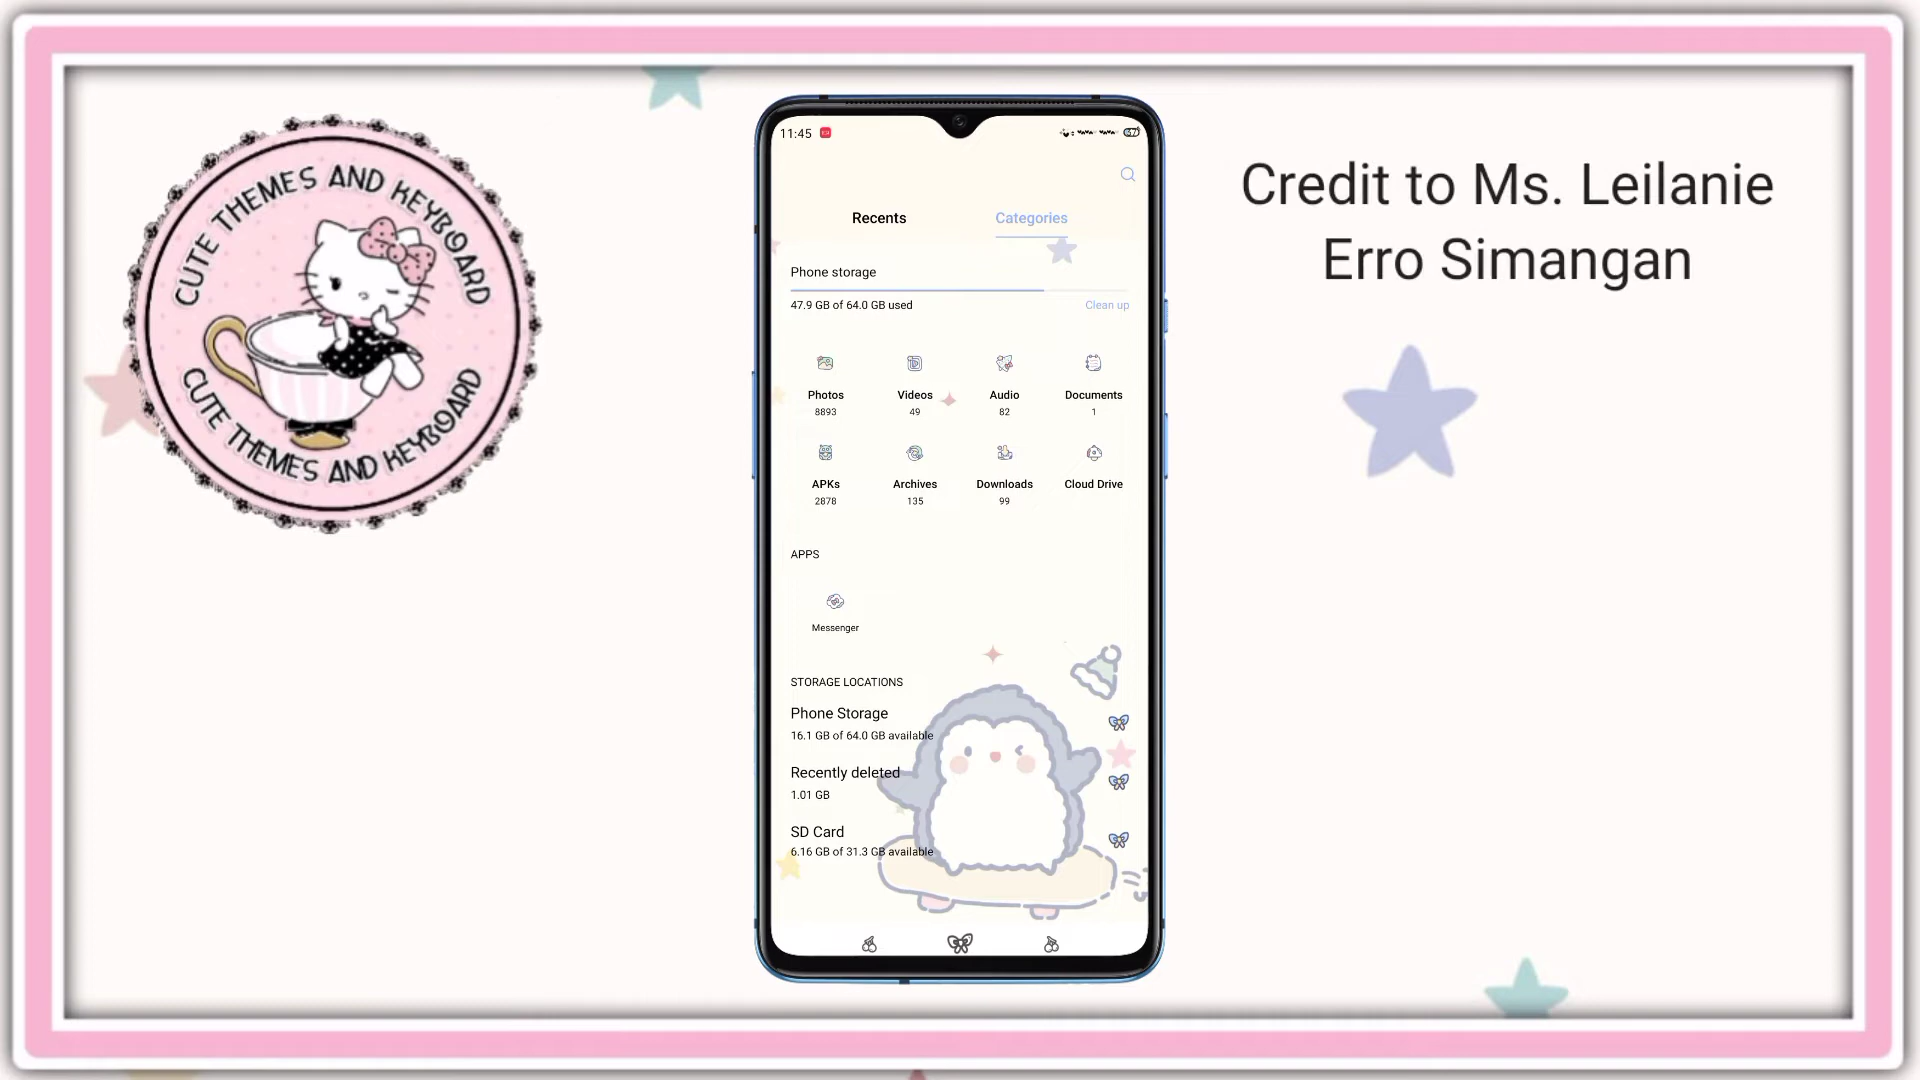 CUTE THEMES AND KEYBOARD
CUTE THEMES AND KEYBOARD
Credit to Ms. Leilanie
Erro Simangan
11:45
Recents Categories
Phone storage
47.9 GB of 64.0 GB used Clean up
Photos Videos Audio Documents
8893 49 82 1
APKs Archives Downloads Cloud Drive
2878 135 99
APPS
Messenger
STORAGE LOCATIONS
Phone Storage
16.1 GB of 64.0 GB available
Recently deleted
1.01 GB
SD Card
6.16 GB of 31.3 GB available